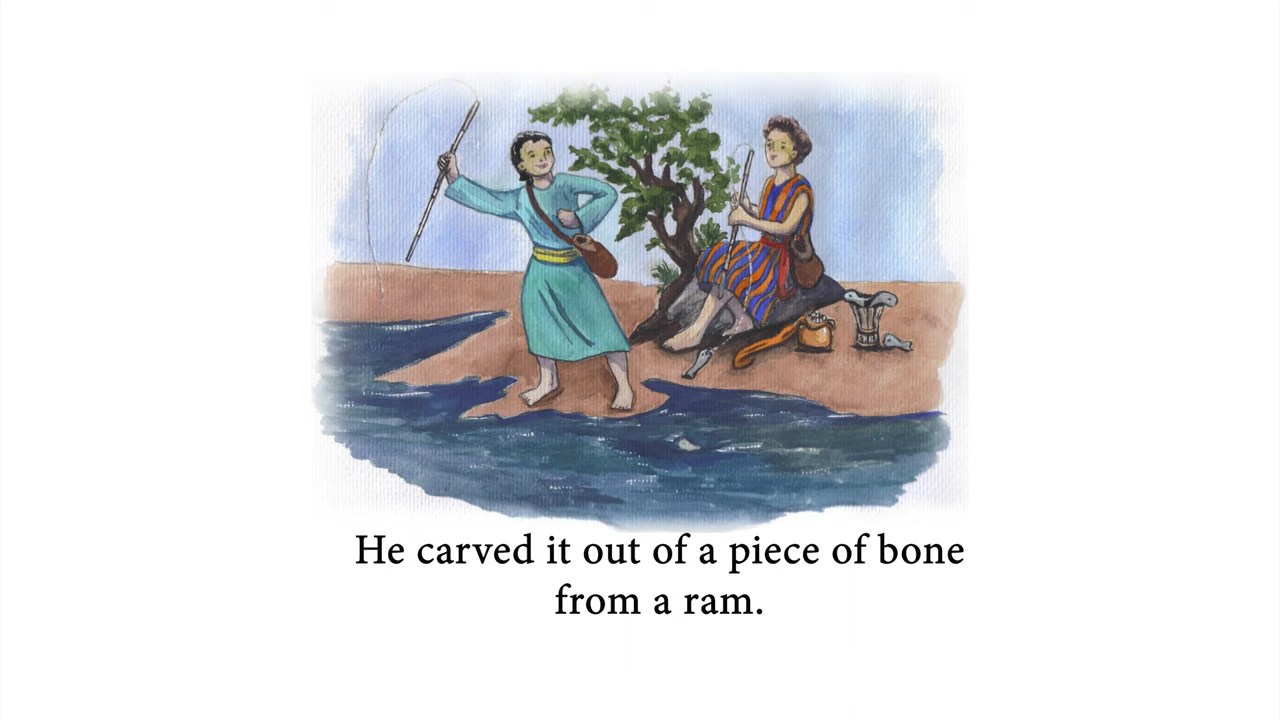 He carved it out of a piece of bone
from a ram.